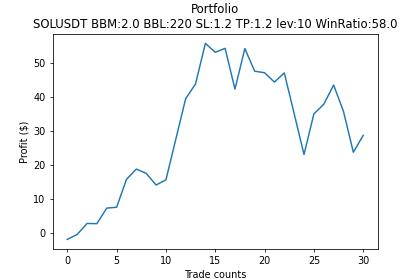 Portfolio
SOLUSDT BBM:2.0 BBL:220 SL:1.2 TP:1.2 lev:10 WinRatio:58.0
50
40
30
20
10
0
Profit ($)
0 5 10 15 20 25 30
Trade counts